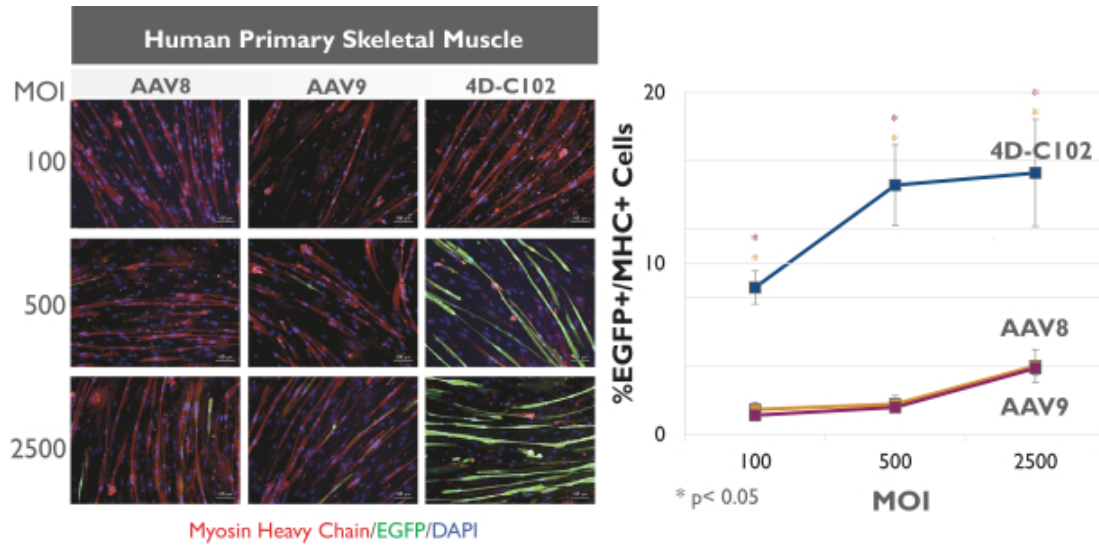 Human Primary Skeletal Muscle
MOI AAV8 AAV9 4D-C102
100
500
2500
Myosin Heavy Chain/EGFP/DAPI
%EGFP+/MHC+ Cells
20
10
0
* *
* *
* *
4D-C102
AAV8
AAV9
100 500 2500
* p< 0.05
MOI